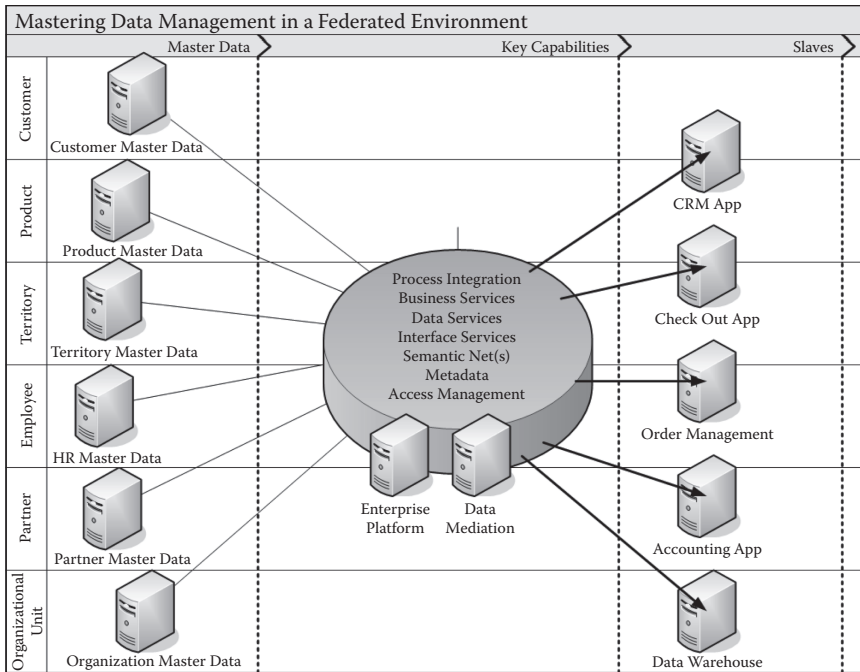 Mastering Data Management in a Federated Environment
Master Data
Key Capabilities
Slaves
Customer
Customer Master Data
Product
Product Master Data
Territory
Territory Master Data
Employee
HR Master Data
Partner
Partner Master Data
Organizational
Unit
Organization Master Data
Process Integration
Business Services
Data Services
Interface Services
Semantic Net(s)
Metadata
Access Management
Enterprise
Platform
Data
Mediation
CRM App
Check Out App
Order Management
Accounting App
Data Warehouse